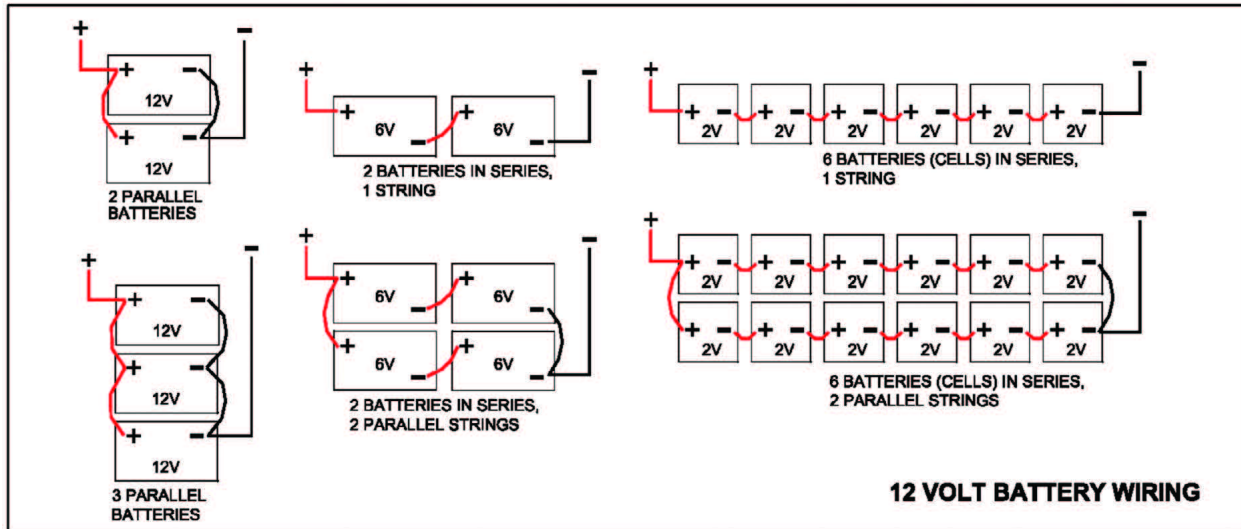 + -
+ -
12V
+ -
12V
2 PARALLEL
BATTERIES
+ -
+ 6V - + 6V -
2 BATTERIES IN SERIES,
1 STRING
+ -
+ - + - + - + - + - + -
2V 2V 2V 2V 2V 2V
6 BATTERIES (CELLS) IN SERIES,
1 STRING
+ -
+ -
12V
+ -
12V
+ -
12V
3 PARALLEL
BATTERIES
+ -
+ 6V - + 6V -
+ 6V - + 6V -
2 BATTERIES IN SERIES,
2 PARALLEL STRINGS
+ -
+ - + - + - + - + - + -
2V 2V 2V 2V 2V 2V
+ - + - + - + - + - + -
2V 2V 2V 2V 2V 2V
6 BATTERIES (CELLS) IN SERIES,
2 PARALLEL STRINGS
12 VOLT BATTERY WIRING